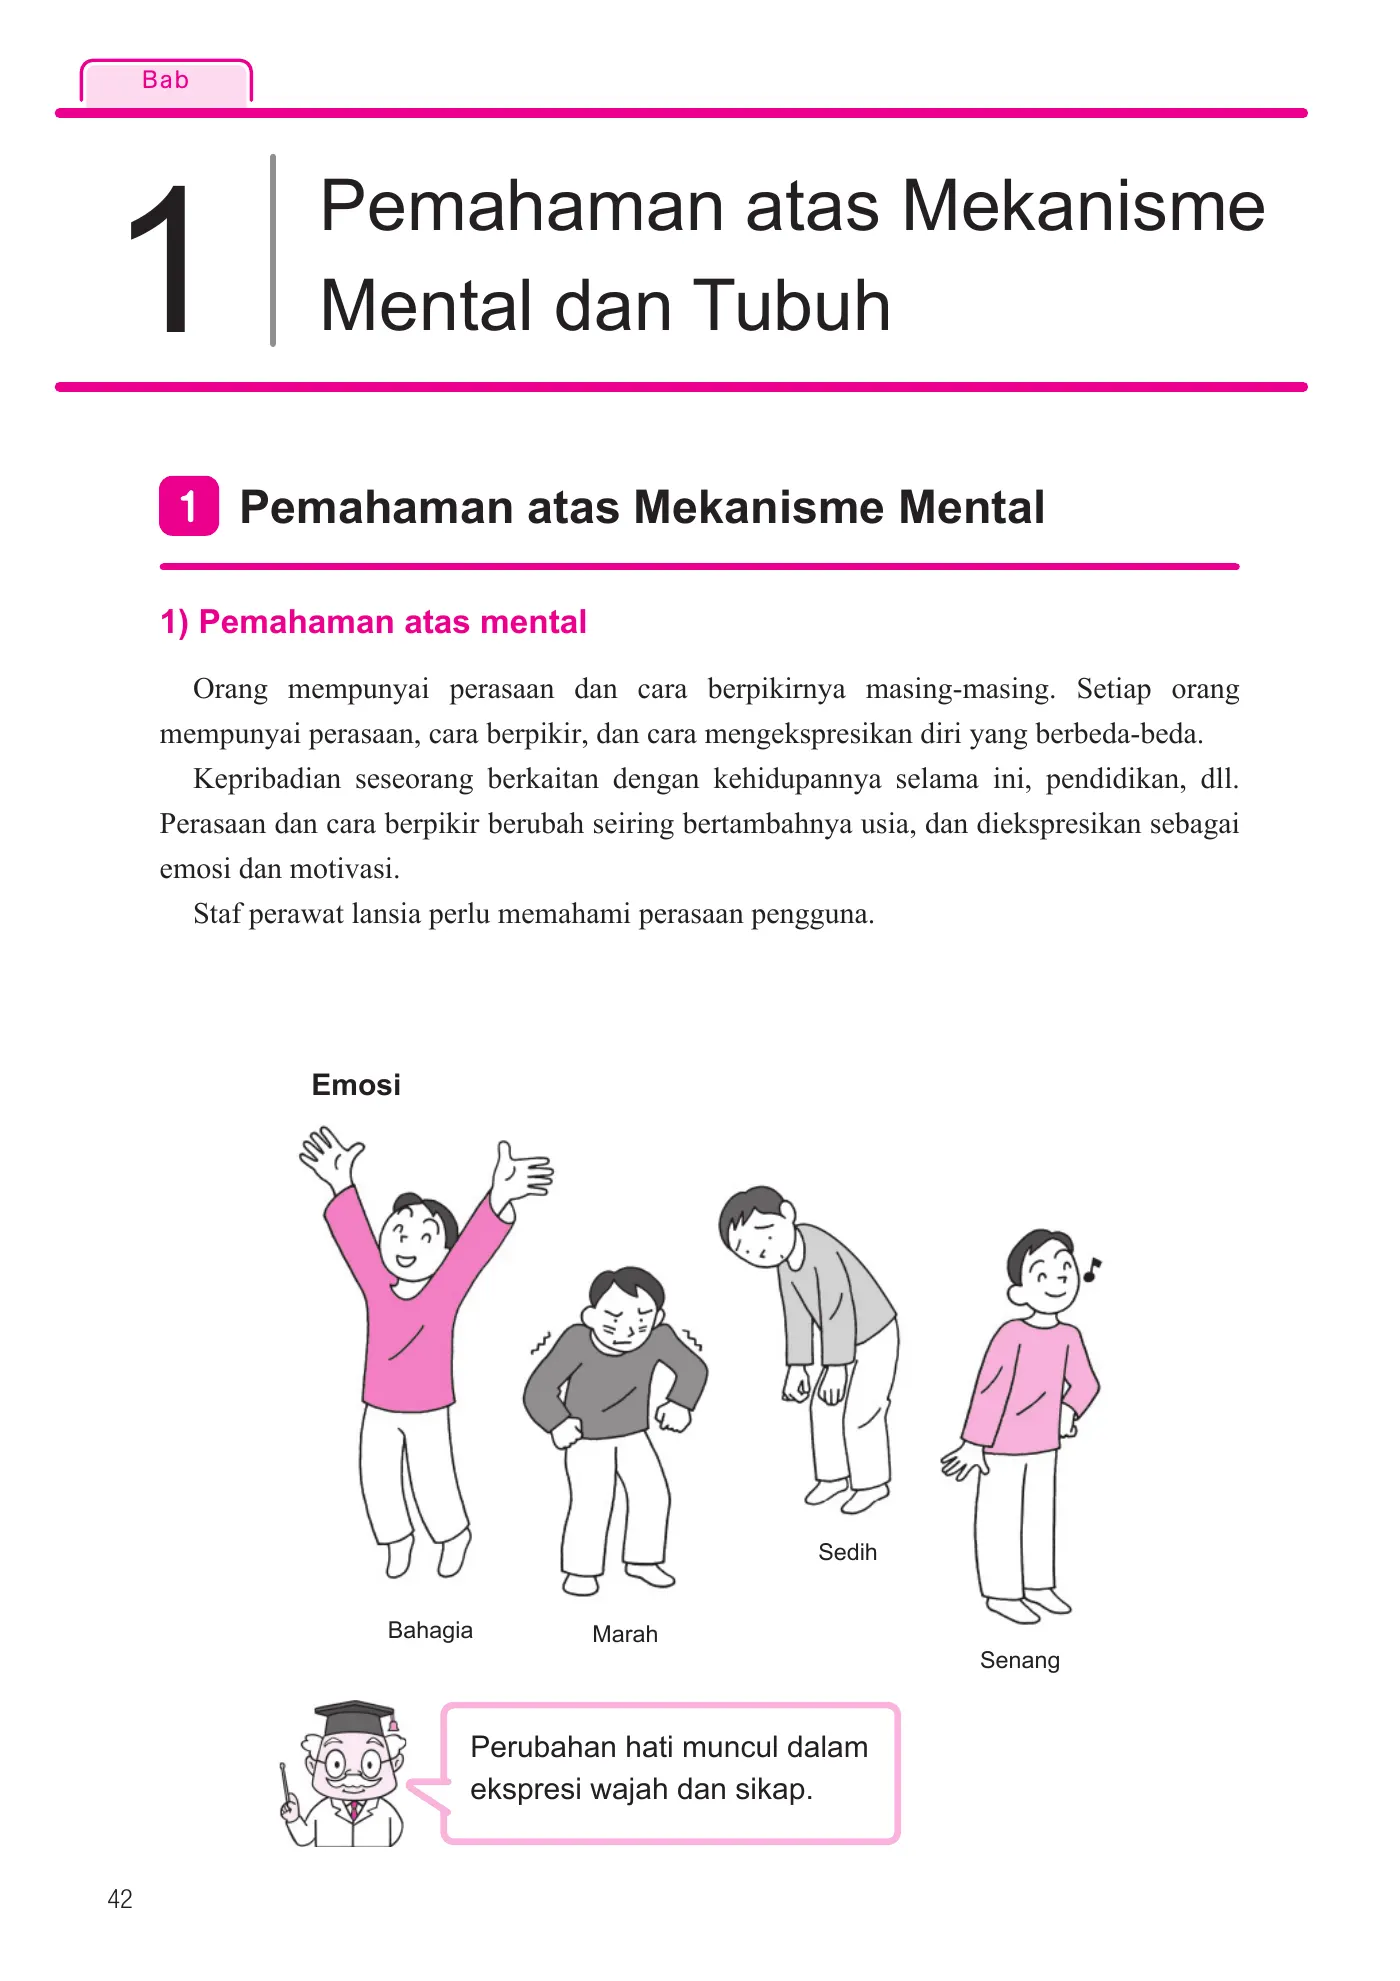 Bab
1
Pemahaman atas Mekanisme
Mental dan Tubuh
1 Pemahaman atas Mekanisme Mental
1) Pemahaman atas mental
Orang mempunyai perasaan dan cara berpikirnya masing-masing. Setiap orang
mempunyai perasaan, cara berpikir, dan cara mengekspresikan diri yang berbeda-beda.
Kepribadian seseorang berkaitan dengan kehidupannya selama ini, pendidikan, dll.
Perasaan dan cara berpikir berubah seiring bertambahnya usia, dan diekspresikan sebagai
emosi dan motivasi.
Staf perawat lansia perlu memahami perasaan pengguna.
Emosi
Sedih
Bahagia
Marah
Senang
Perubahan hati muncul dalam
ekspresi wajah dan sikap.
42